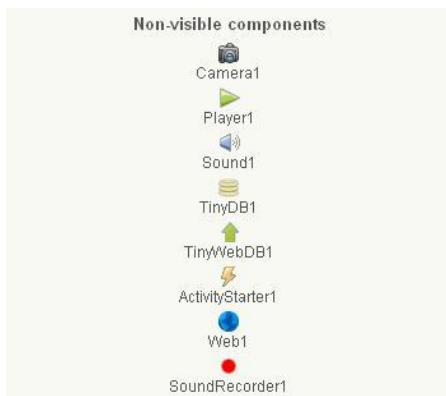 Non-visible components
Camera1
Player1
Sound1
TinyDB1
TinyWebDB1
ActivityStarter1
Web1
SoundRecorder1